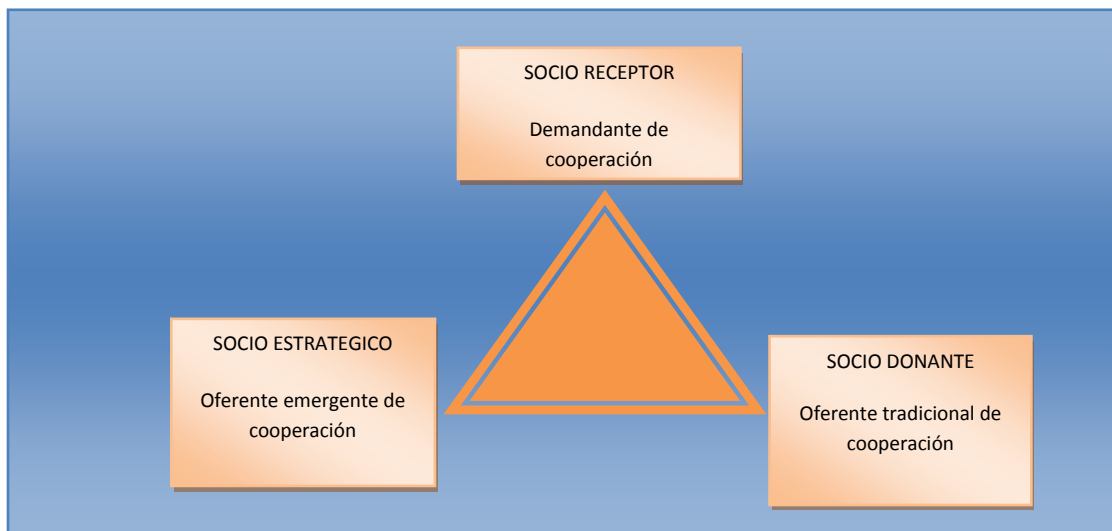 SOCIO RECEPTOR
Demandante de
cooperación
SOCIO ESTRATEGICO
Oferente emergente de
cooperación
SOCIO DONANTE
Oferente tradicional de
cooperación